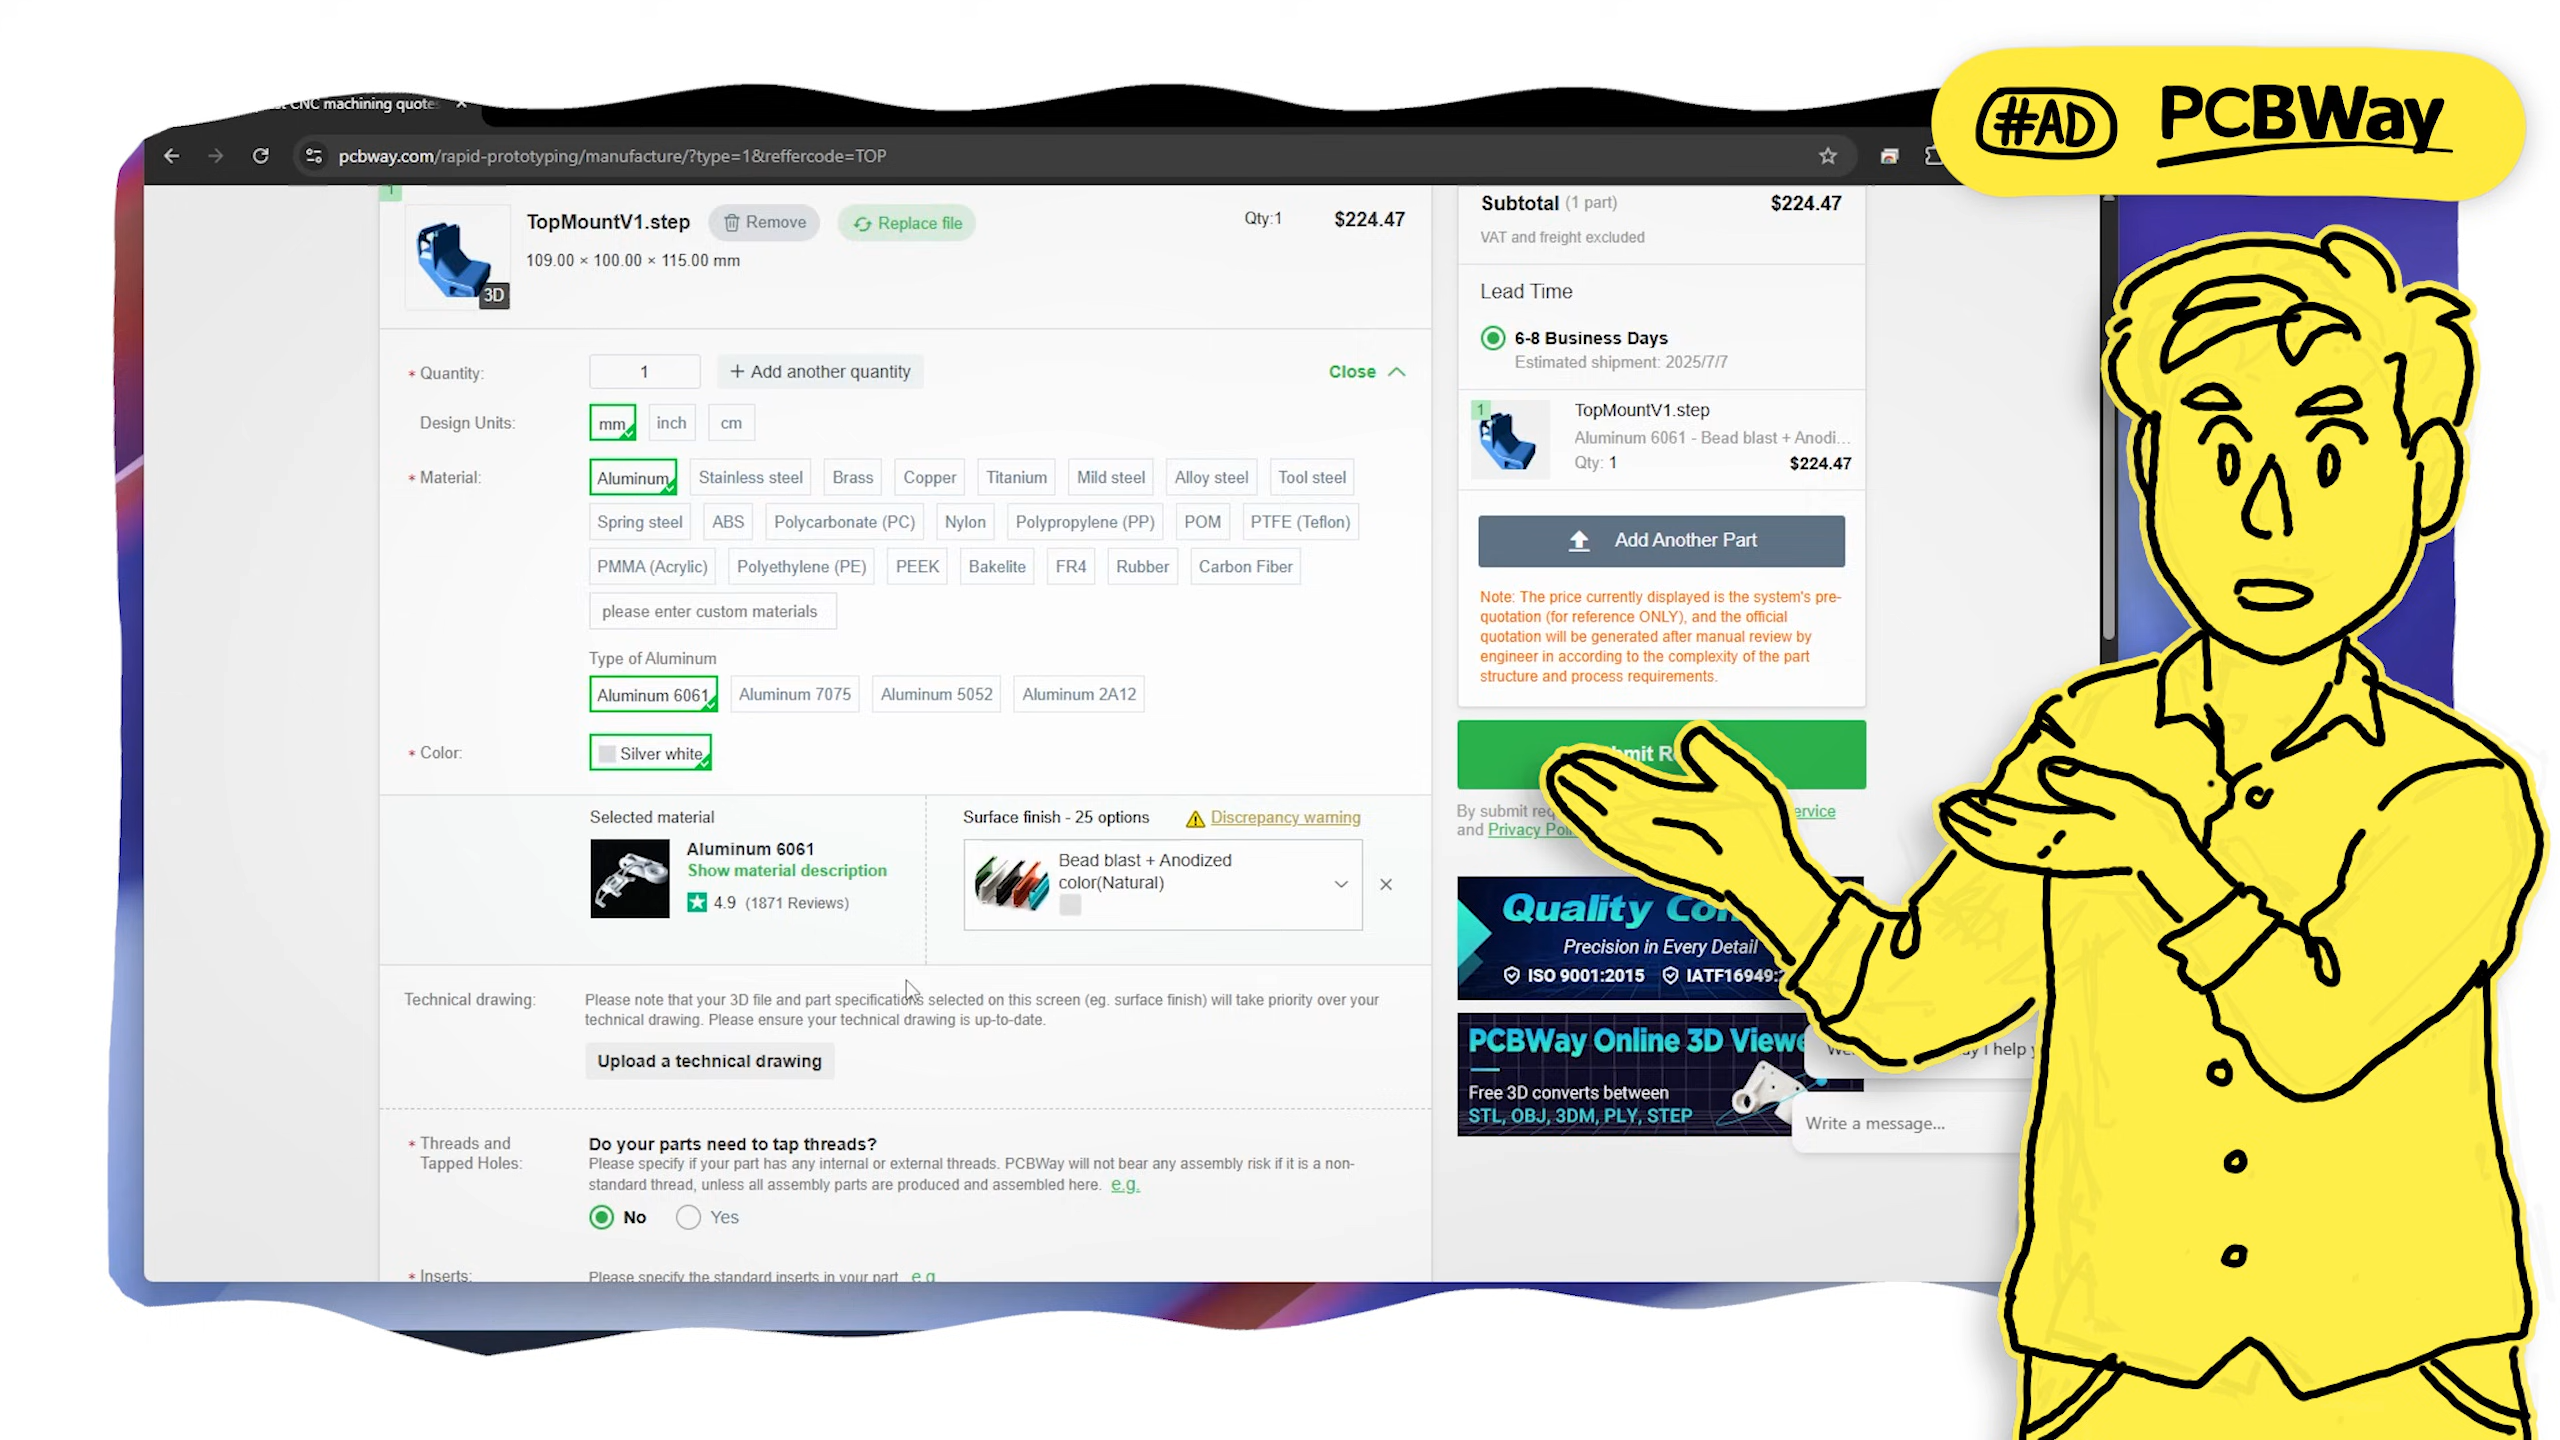 #AD PCBWay
CNC machining quotes
pcbway.com/rapid-prototyping/manufacture/?type=1&reffercode=TOP
1
TopMountV1.step Remove Replace file Qty:1 $224.47
109.00 × 100.00 × 115.00 mm
3D
* Quantity: 1 + Add another quantity Close
Design Units: mm inch cm
* Material: Aluminum Stainless steel Brass Copper Titanium Mild steel Alloy steel Tool steel
Spring steel ABS Polycarbonate (PC) Nylon Polypropylene (PP) POM PTFE (Teflon)
PMMA (Acrylic) Polyethylene (PE) PEEK Bakelite FR4 Rubber Carbon Fiber
please enter custom materials
Type of Aluminum
Aluminum 6061 Aluminum 7075 Aluminum 5052 Aluminum 2A12
* Color: Silver white
Selected material
Aluminum 6061
Show material description
4.9 (1871 Reviews)
Surface finish - 25 options Discrepancy warning
Bead blast + Anodized
color(Natural)
Technical drawing: Please note that your 3D file and part specifications selected on this screen (eg. surface finish) will take priority over your
technical drawing. Please ensure your technical drawing is up-to-date.
Upload a technical drawing
* Threads and
Tapped Holes:
Do your parts need to tap threads?
Please specify if your part has any internal or external threads. PCBWay will not bear any assembly risk if it is a non-
standard thread, unless all assembly parts are produced and assembled here. e.g.
No Yes
* Inserts: Please specify the standard inserts in your part e.g
Subtotal (1 part) $224.47
VAT and freight excluded
Lead Time
6-8 Business Days
Estimated shipment: 2025/7/7
1
TopMountV1.step
Aluminum 6061 - Bead blast + Anodi...
Qty: 1 $224.47
Add Another Part
Note: The price currently displayed is the system's pre-
quotation (for reference ONLY), and the official
quotation will be generated after manual review by
engineer in according to the complexity of the part
structure and process requirements.
By submit
and Privacy
Quality
Precision in Every Detail
ISO 9001:2015 IATF16949:
PCBWay Online 3D Viewe
Free 3D converts between
STL, OBJ, 3DM, PLY, STEP
I help
Write a message...